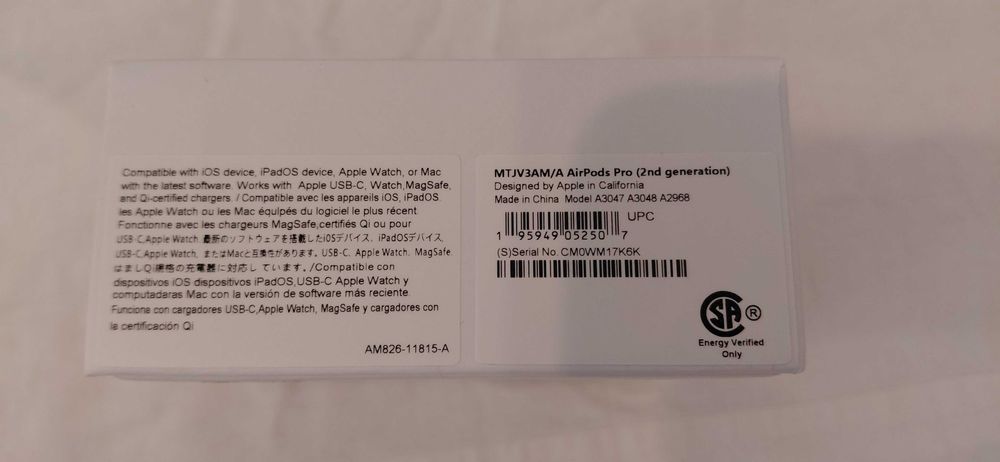 Compatible with iOS device, iPadOS device, Apple Watch, or Mac
with the latest software. Works with Apple USB-C, Watch,MagSafe,
and Qi-certified chargers. / Compatible avec les appareils iOS, iPadOS.
les Apple Watch ou les Mac équipés du logiciel le plus récent
Fonctionne avec les chargeurs MagSafe,certifiés Qi ou pour
USB-C,Apple Watch.最新のソフトウェアを搭載したiOSデバイス、iPadOSデバイス,
USB-C,Apple Watch, またはMacと互換性があります。USB-C. Apple Watch. MagSafe.
はましQi規格の充電器に対応し ています。/Compatible con
dispositivos iOS dispositivos iPadOS,USB-C Apple Watch y
computadaras Mac con la versión de software más reciente.
Funciona con cargadores USB-C,Apple Watch, MagSafe y cargadores con
la certificación Qi
AM826-11815-A
MTJV3AM/A AirPods Pro (2nd generation)
Designed by Apple in California
Made in China Model A3047 A3048 A2968
UPC
1 95949 05250 7
(S)Serial No. CM0WM17K6K
SA ®
Energy Verified
Only